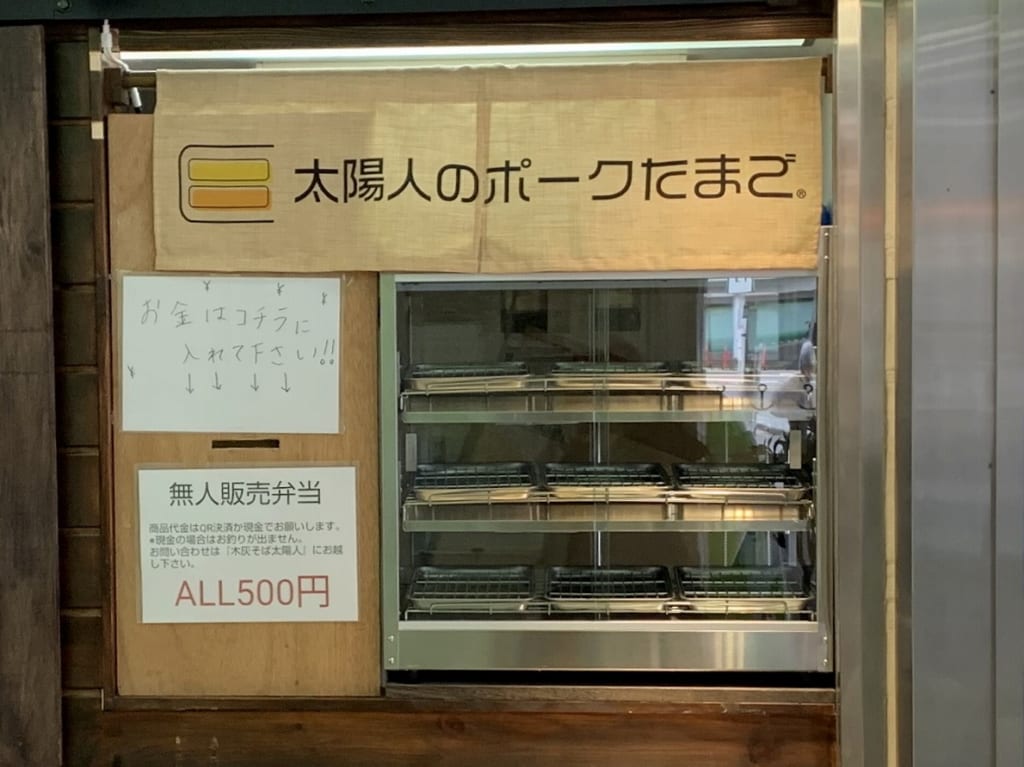 太陽人のポークたまご®
¥ ¥ ¥
お金はコチラに
入れて下さい!!
¥ ↓ ↓ ↓ ↓
無人販売弁当
商品代金はQR決済か現金でお願いします。
*現金の場合はお釣りが出ません。
お問い合わせは『木灰そば太陽人』にお越
し下さい。
ALL500円